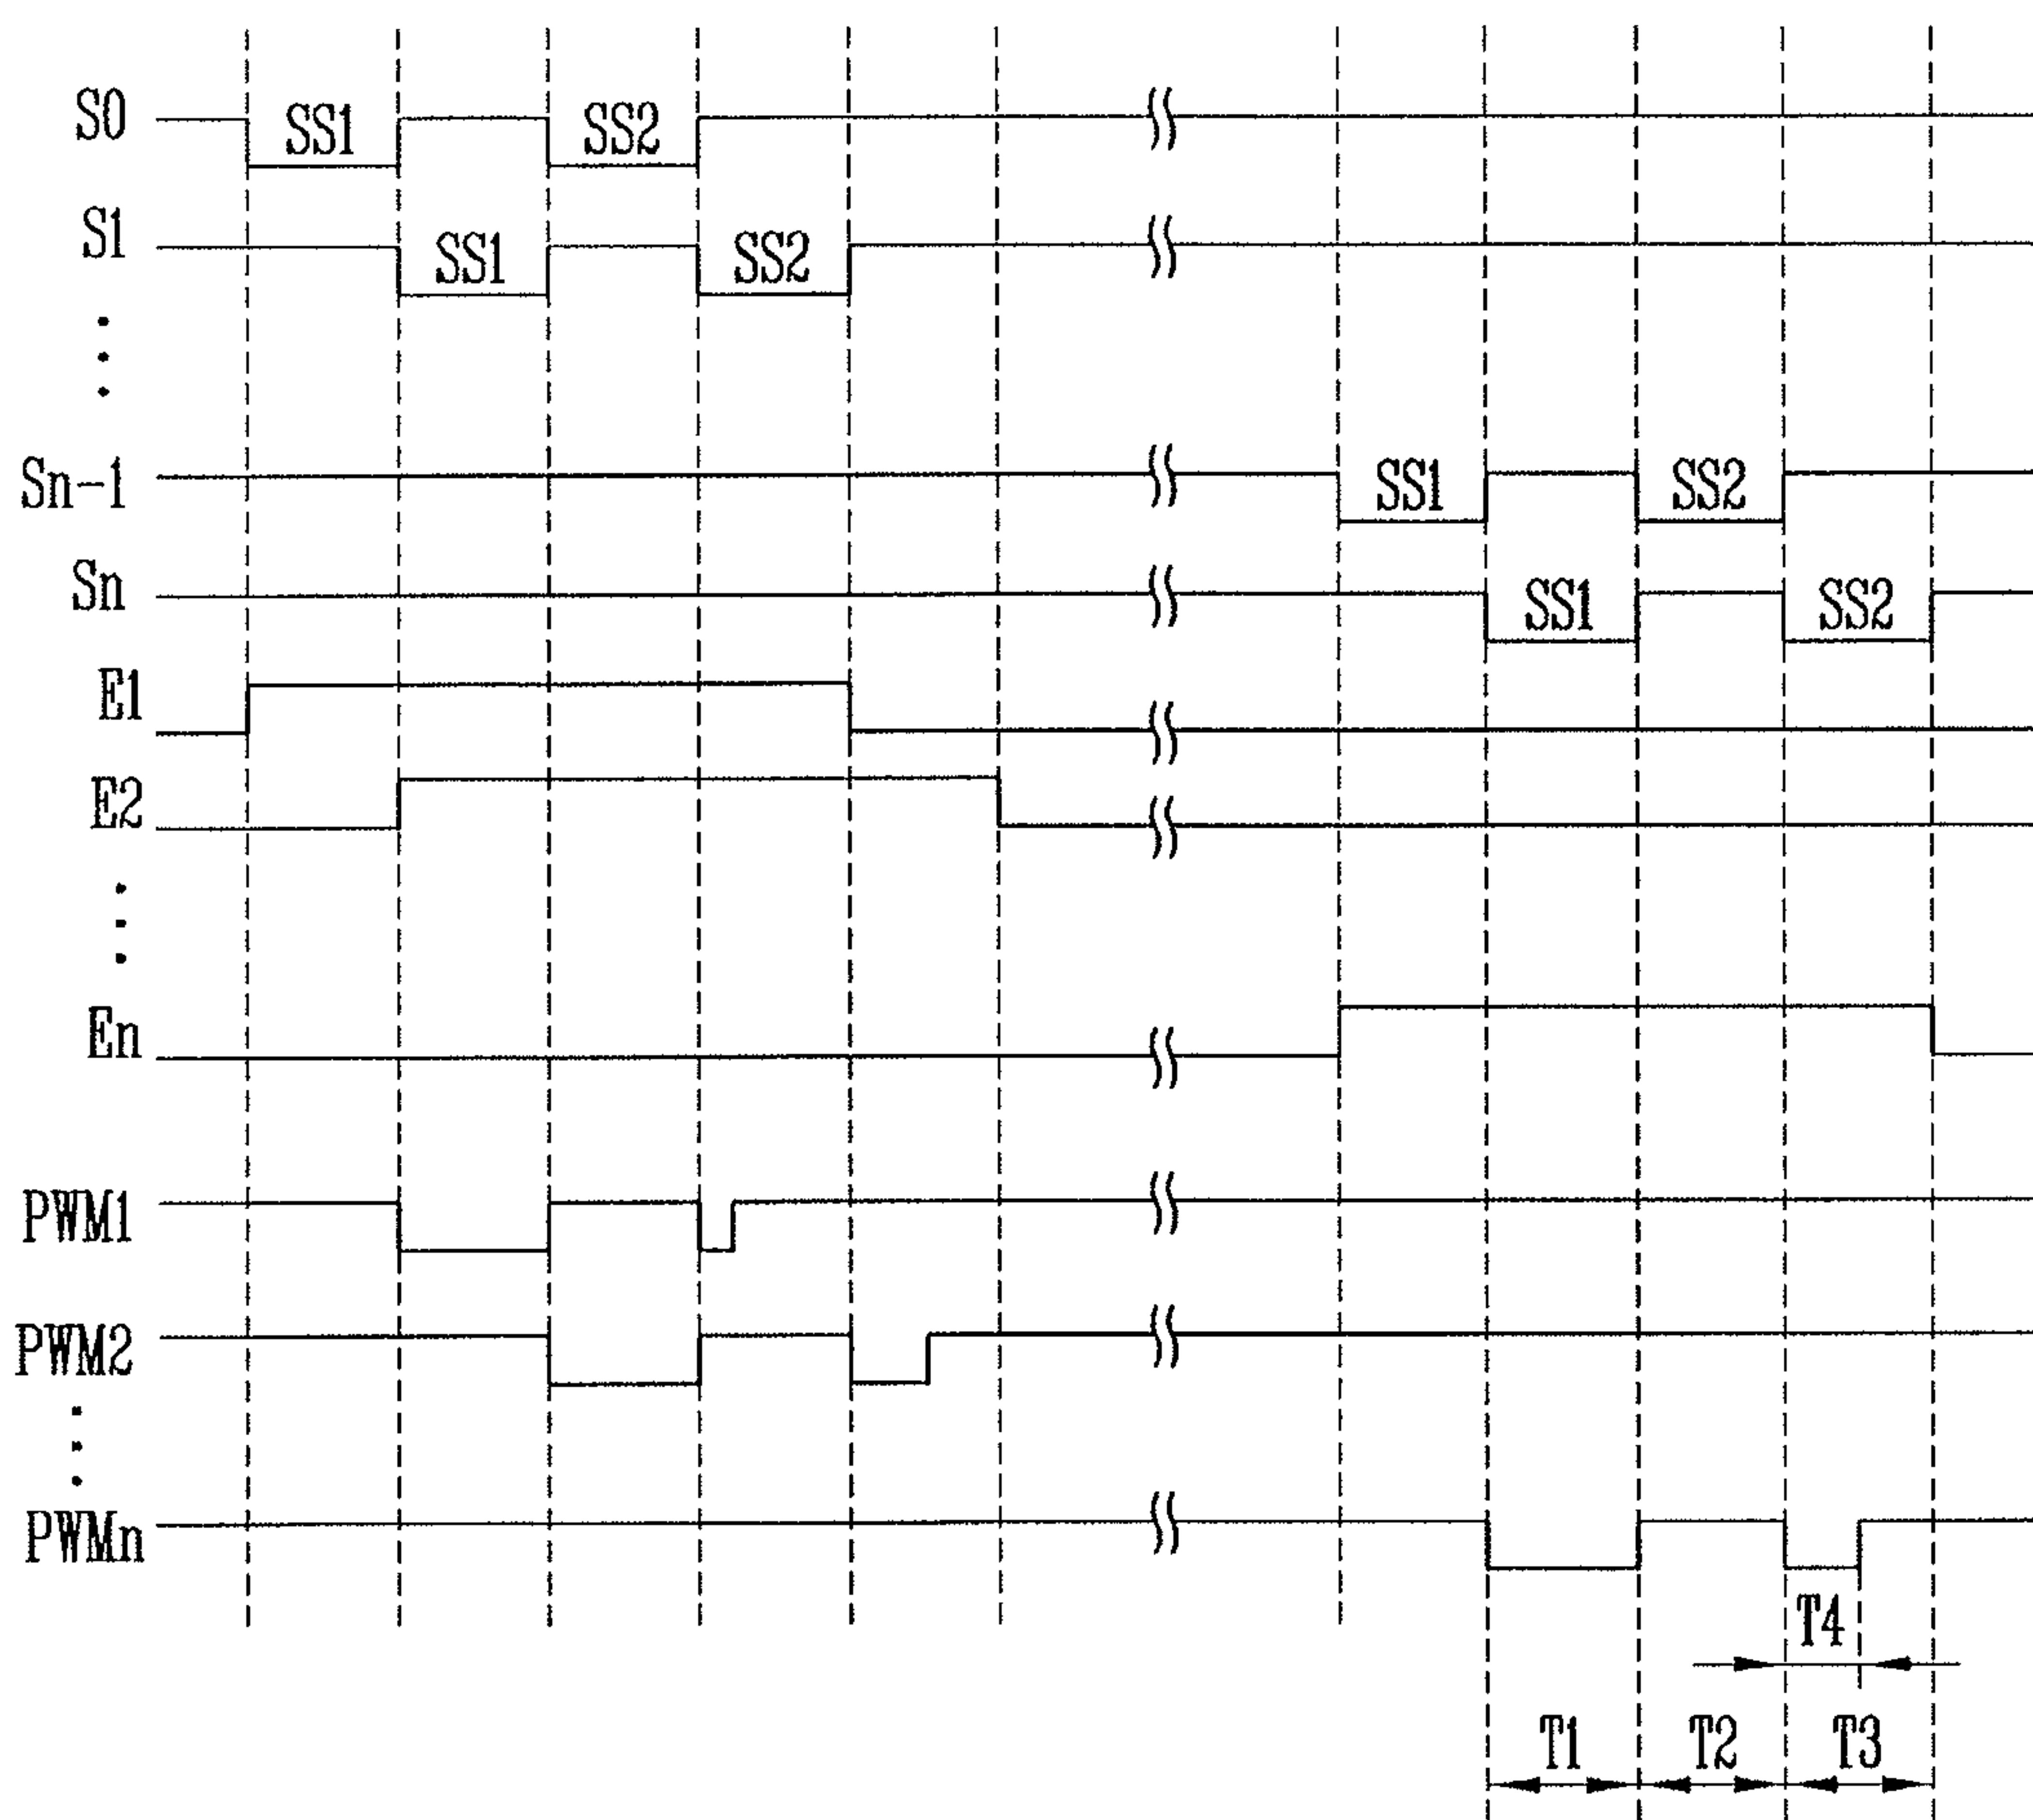 S0 SS1 SS2
S1 SS1 SS2
Sn-1 SS1 SS2
Sn SS1 SS2
E1
E2
En
PWM1
PWM2
PWMn
T4
T1 T2 T3